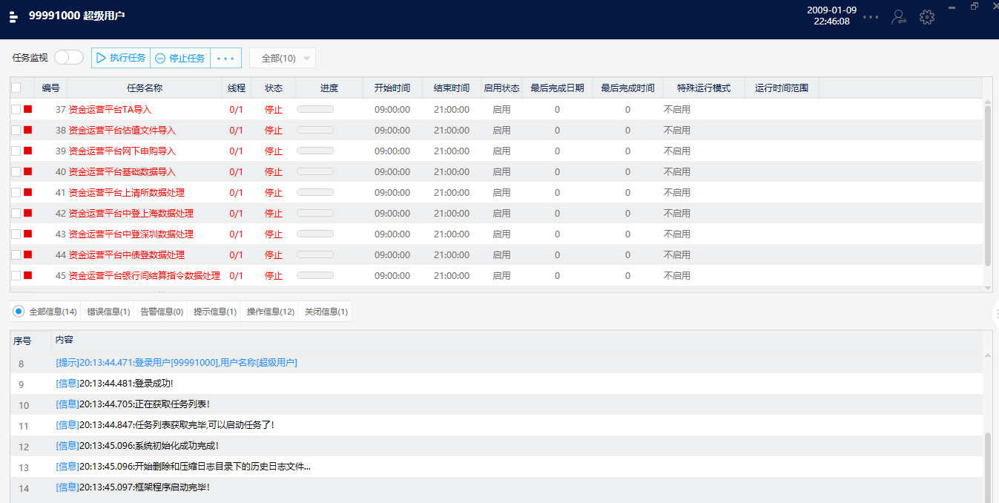 99991000 超级用户
2009-01-09
22:46:08
任务监视 执行任务 停止任务 ... 全部(10)
编号 任务名称 线程 状态 进度 开始时间 结束时间 启用状态 最后完成日期 最后完成时间 特殊运行模式 运行时间范围
37 资金运营平台TA导入 0/1 停止 09:00:00 21:00:00 启用 0 0 不启用
38 资金运营平台估值文件导入 0/1 停止 09:00:00 21:00:00 启用 0 0 不启用
39 资金运营平台网下申购导入 0/1 停止 09:00:00 21:00:00 启用 0 0 不启用
40 资金运营平台基础数据导入 0/1 停止 09:00:00 21:00:00 启用 0 0 不启用
41 资金运营平台上清所数据处理 0/1 停止 09:00:00 21:00:00 启用 0 0 不启用
42 资金运营平台中登上海数据处理 0/1 停止 09:00:00 21:00:00 启用 0 0 不启用
43 资金运营平台中登深圳数据处理 0/1 停止 09:00:00 21:00:00 启用 0 0 不启用
44 资金运营平台中债登数据处理 0/1 停止 09:00:00 21:00:00 启用 0 0 不启用
45 资金运营平台银行间结算指令数据处理 0/1 停止 09:00:00 21:00:00 启用 0 0 不启用
全部信息(14) 错误信息(1) 告警信息(0) 提示信息(1) 操作信息(12) 关闭信息(1)
序号 内容
8 [提示]20:13:44.471:登录用户[99991000],用户名称[超级用户]
9 [信息]20:13:44.481:登录成功!
10 [信息]20:13:44.705:正在获取任务列表!
11 [信息]20:13:44.847:任务列表获取完毕,可以启动任务了!
12 [信息]20:13:45.096:系统初始化成功完成!
13 [信息]20:13:45.096:开始删除和压缩日志目录下的历史日志文件...
14 [信息]20:13:45.097:框架程序启动完毕!